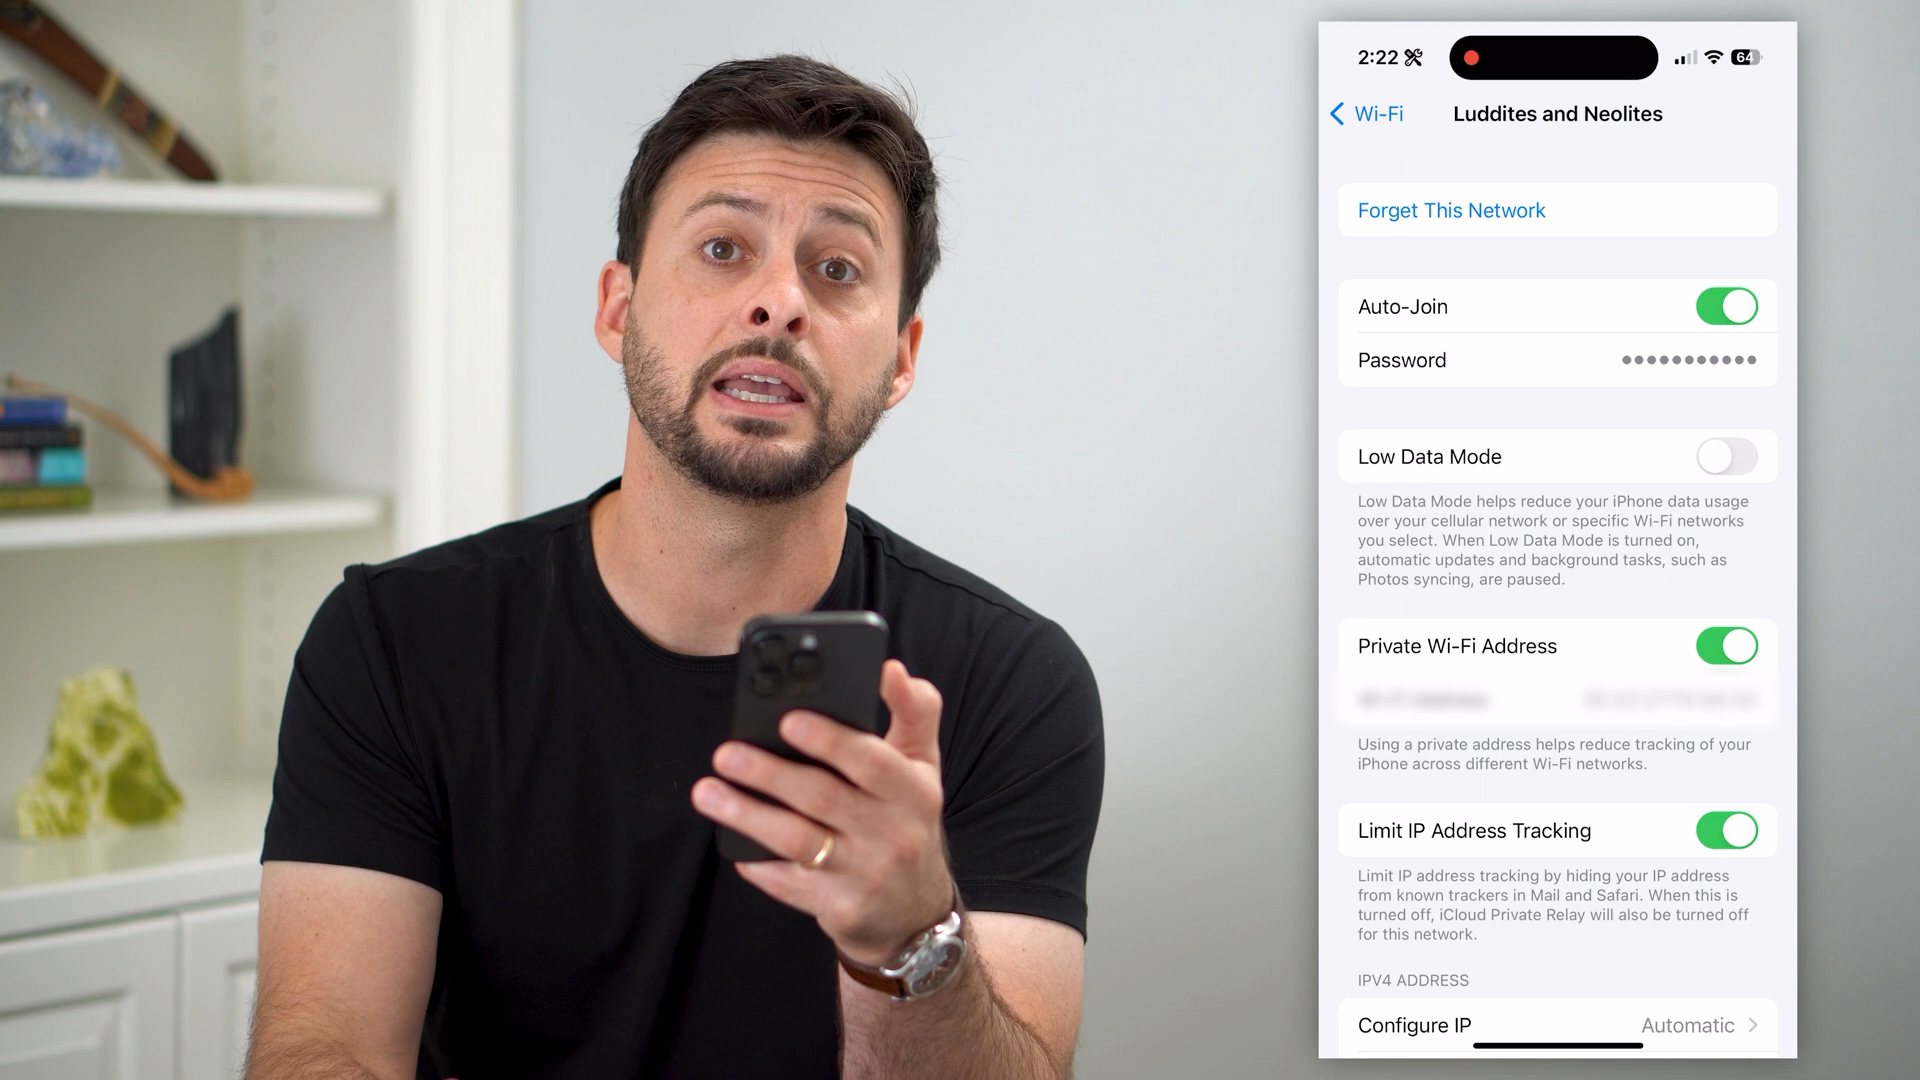 2:22
64
Wi-Fi
Luddites and Neolites
Forget This Network
Auto-Join
Password ●●●●●●●●●●●
Low Data Mode
Low Data Mode helps reduce your iPhone data usage
over your cellular network or specific Wi-Fi networks
you select. When Low Data Mode is turned on,
automatic updates and background tasks, such as
Photos syncing, are paused.
Private Wi-Fi Address
Using a private address helps reduce tracking of your
iPhone across different Wi-Fi networks.
Limit IP Address Tracking
Limit IP address tracking by hiding your IP address
from known trackers in Mail and Safari. When this is
turned off, iCloud Private Relay will also be turned off
for this network.
IPV4 ADDRESS
Configure IP Automatic